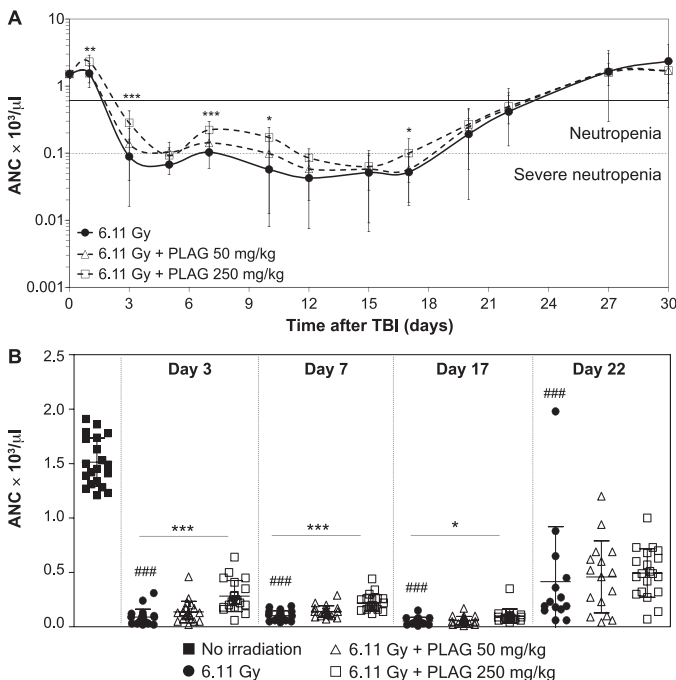 A
10
1
0.1
0.01
0.001
ANC × 10³/µl
** *** *** * *
Neutropenia
Severe neutropenia
6.11 Gy
6.11 Gy + PLAG 50 mg/kg
6.11 Gy + PLAG 250 mg/kg
0 3 6 9 12 15 18 21 24 27 30
Time after TBI (days)
B
2.5
2.0
1.5
1.0
0.5
0.0
ANC × 10³/µl
Day 3 Day 7 Day 17 Day 22
###
*** *** *
### ### ###
No irradiation 6.11 Gy + PLAG 50 mg/kg
6.11 Gy 6.11 Gy + PLAG 250 mg/kg